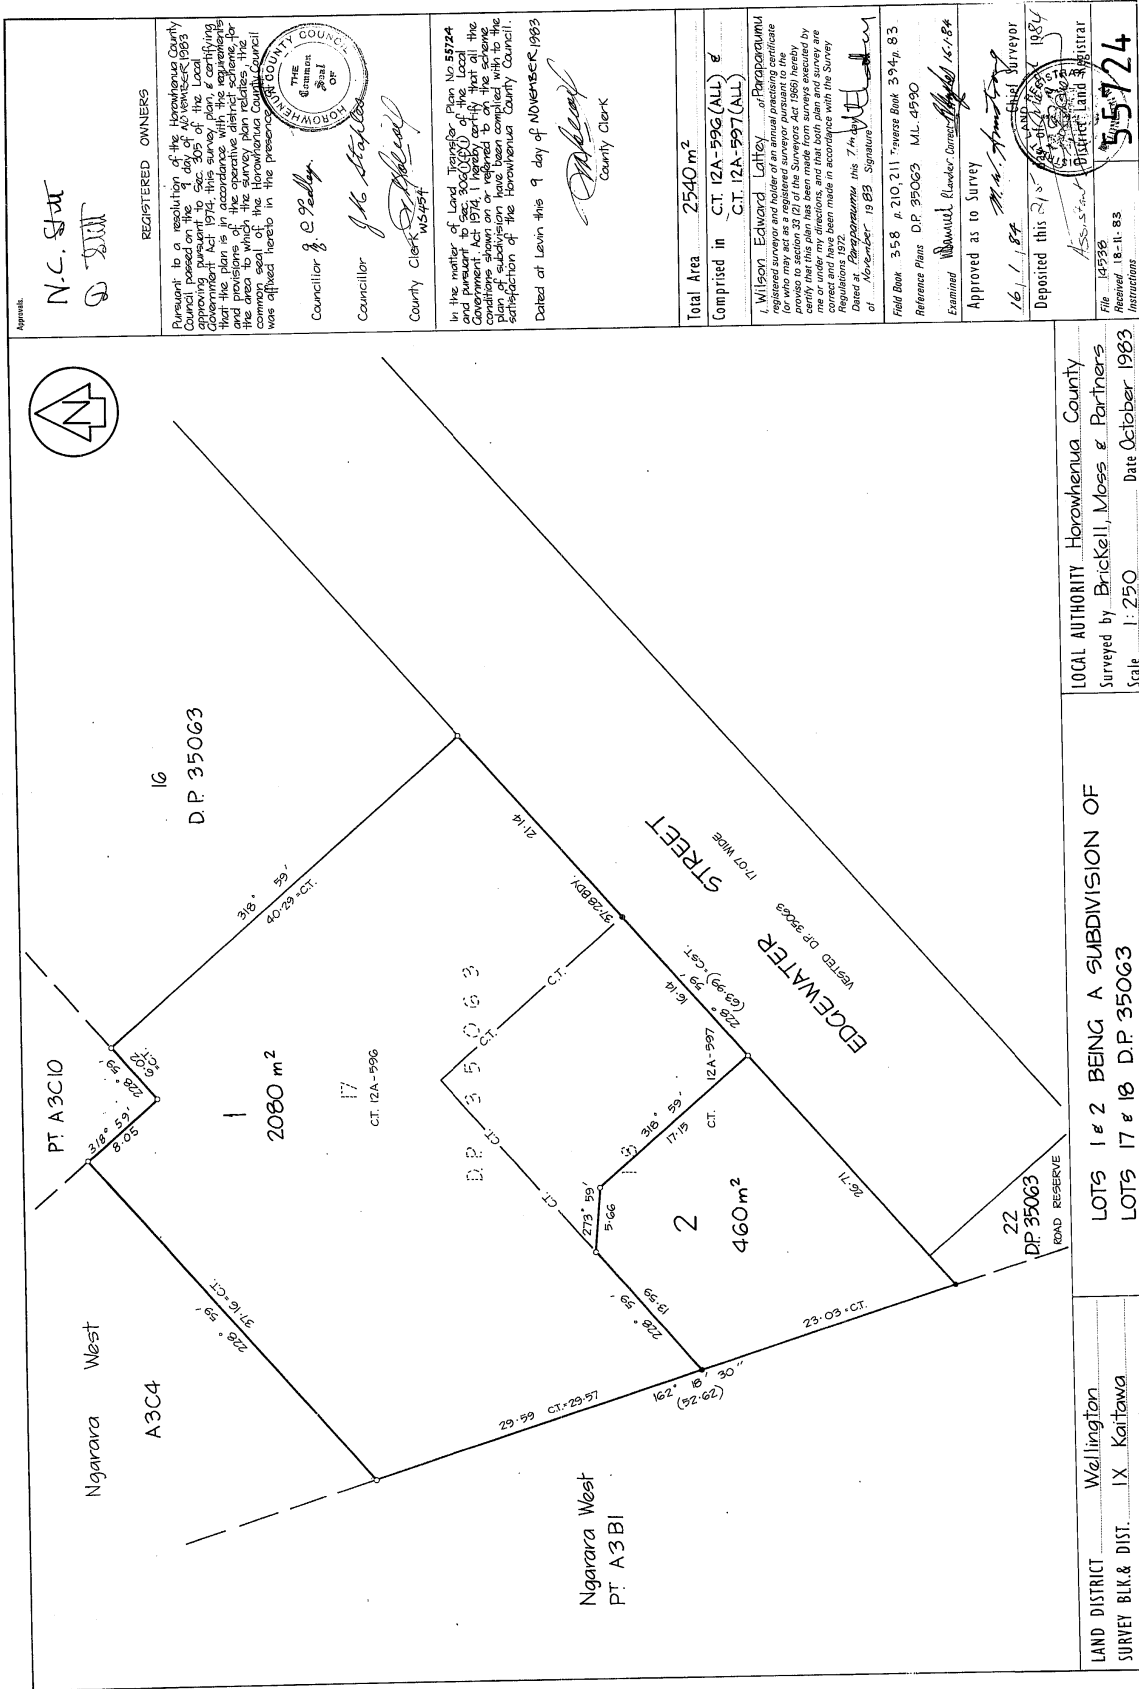 Approvals.
N.C. Stitt
D Stitt
REGISTERED OWNERS
Pursuant to a resolution of the Horowhenua County
Council passed on the 9 day of NOVEMBER 1983
approving pursuant to Sec. 305 of the Local
Government Act 1974, this survey plan, & certifying
that the plan is in accordance with the requirements
and provisions of the operative district scheme, for
the area to which the survey plan relates, the
common seal of the Horowhenua County Council
was affixed hereto in the presence of
HOROWHENUA COUNTY COUNCIL
THE
Common
Seal
OF
Councillor
Councillor
County Clerk
WS454
In the matter of Land Transfer Plan No 55724
and pursuant to Sec. 306(1)(f)(i) of the Local
Government Act 1974, I hereby certify that all the
conditions shown on or referred to on the scheme
plan of subdivision have been complied with to the
satisfaction of the Horowhenua County Council.
Dated at Levin this 9 day of NOVEMBER 1983
County Clerk
Total Area 2540m²
Comprised in C.T. 12A-596 (ALL) &
C.T. 12A-597 (ALL)
I, Wilson Edward Lattey of Paraparaumu
registered surveyor and holder of an annual practising certificate
(or who may act as a registered surveyor pursuant to the
proviso to section 33 (2) of the Surveyors Act 1966) hereby
certify that this plan has been made from surveys executed by
me or under my directions, and that both plan and survey are
correct and have been made in accordance with the Survey
Regulations 1972.
Dated at Paraparaumu this 7th day
of November 1983 Signature
Field Book 358 p. 210, 211 Traverse Book 394 p. 83
Reference Plans D.P. 35063 M.L. 4590
Examined Correct 16.1.84
Approved as to Survey
16/1/84 Chief Surveyor
Deposited this day of 1984
Assistant District Land Registrar
File 14538
Received 18-11-83
Instructions
55724
16
D.P. 35063
PT A3C10
318° 59'
40·29=C.T.
228° 59'
6·02
=C.T.
318° 59'
8·05
Ngarara West
A3C4
228° 59'
37·16=C.T.
1
2080 m²
17
C.T. 12A-596
D.P. 35063
C.T.
C.T.
C.T.
C.T.
21·14
37·28 BDY.
16·14
228° 59'
(63·99)=CST.
EDGEWATER STREET
VESTED D.P. 35063
17·07 WIDE
18
318° 59'
17·15
C.T. 12A-597
273° 59'
5·66
2
460m²
228° 59'
13·59
26·71
22
D.P. 35063
ROAD RESERVE
29·59 C.T.=29·57
162° 18' 30"
(52·62)
23·03=C.T.
Ngarara West
PT A3B1
LAND DISTRICT Wellington
SURVEY BLK.& DIST. IX Kaitawa
LOTS 1 & 2 BEING A SUBDIVISION OF
LOTS 17 & 18 D.P. 35063
LOCAL AUTHORITY Horowhenua County
Surveyed by Brickell, Moss & Partners
Scale 1:250 Date October 1983